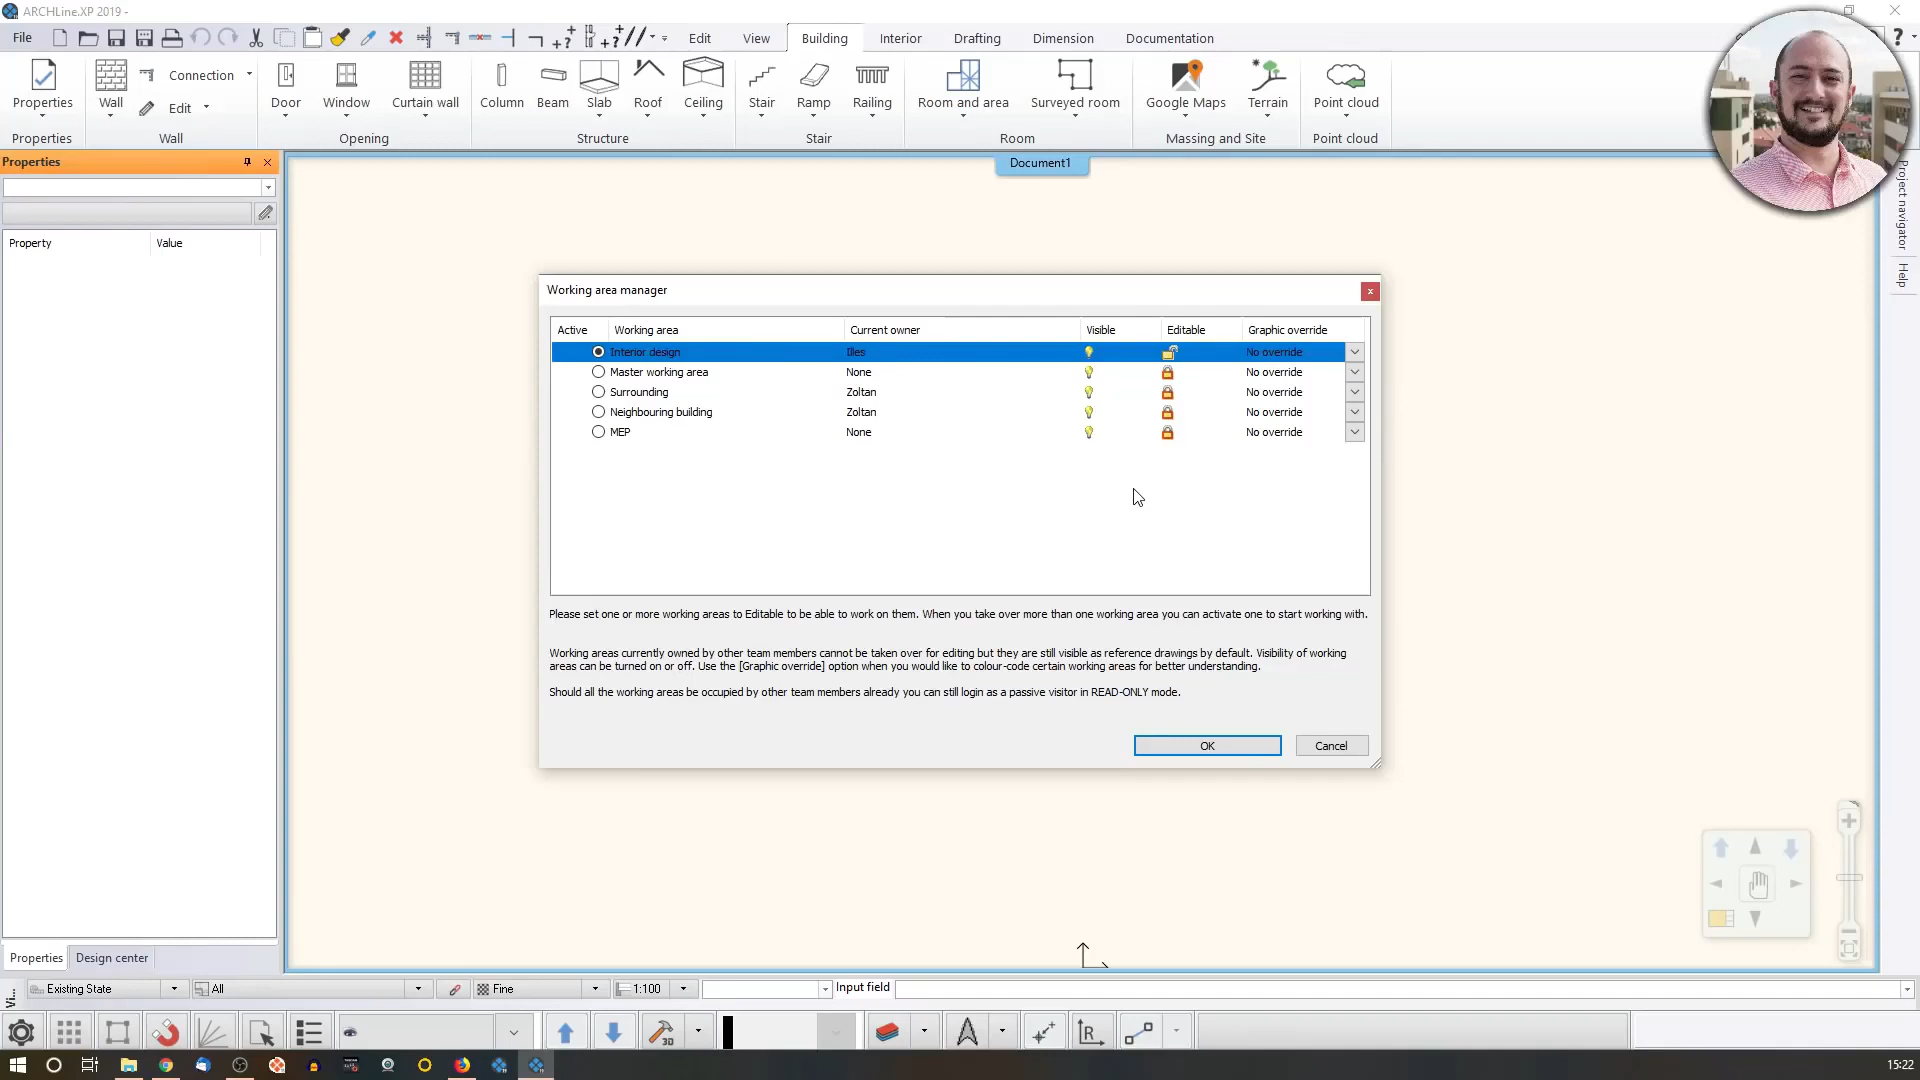 ARCHLine.XP 2019 -
File Edit View Building Interior Drafting Dimension Documentation
Properties Wall Connection Edit Door Window Curtain wall Column Beam Slab Roof Ceiling Stair Ramp Railing Room and area Surveyed room Google Maps Terrain Point cloud
Properties Wall Opening Structure Stair Room Massing and Site Point cloud
Properties
Document1
Project navigator
Help
Property Value
Working area manager
Active Working area Current owner Visible Editable Graphic override
Interior design Illes No override
Master working area None No override
Surrounding Zoltan No override
Neighbouring building Zoltan No override
MEP None No override
Please set one or more working areas to Editable to be able to work on them. When you take over more than one working area you can activate one to start working with.
Working areas currently owned by other team members cannot be taken over for editing but they are still visible as reference drawings by default. Visibility of working
areas can be turned on or off. Use the [Graphic override] option when you would like to colour-code certain working areas for better understanding.
Should all the working areas be occupied by other team members already you can still login as a passive visitor in READ-ONLY mode.
OK Cancel
Properties Design center
Vi...
Existing State All Fine 1:100 Input field
3D
R
15:22